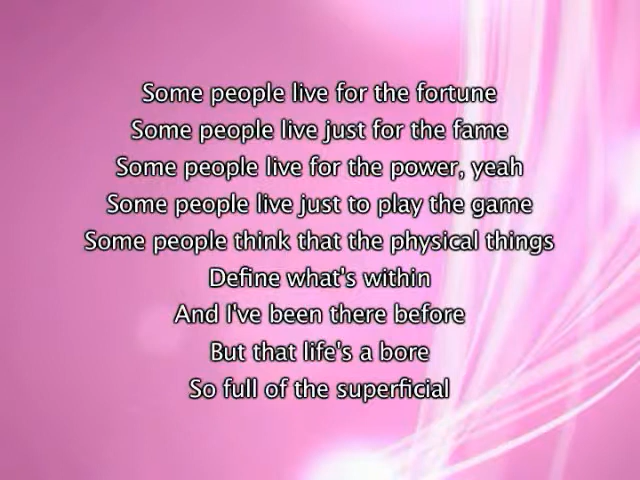 Some people live for the fortune
Some people live just for the fame
Some people live for the power, yeah
Some people live just to play the game
Some people think that the physical things
Define what's within
And I've been there before
But that life's a bore
So full of the superficial